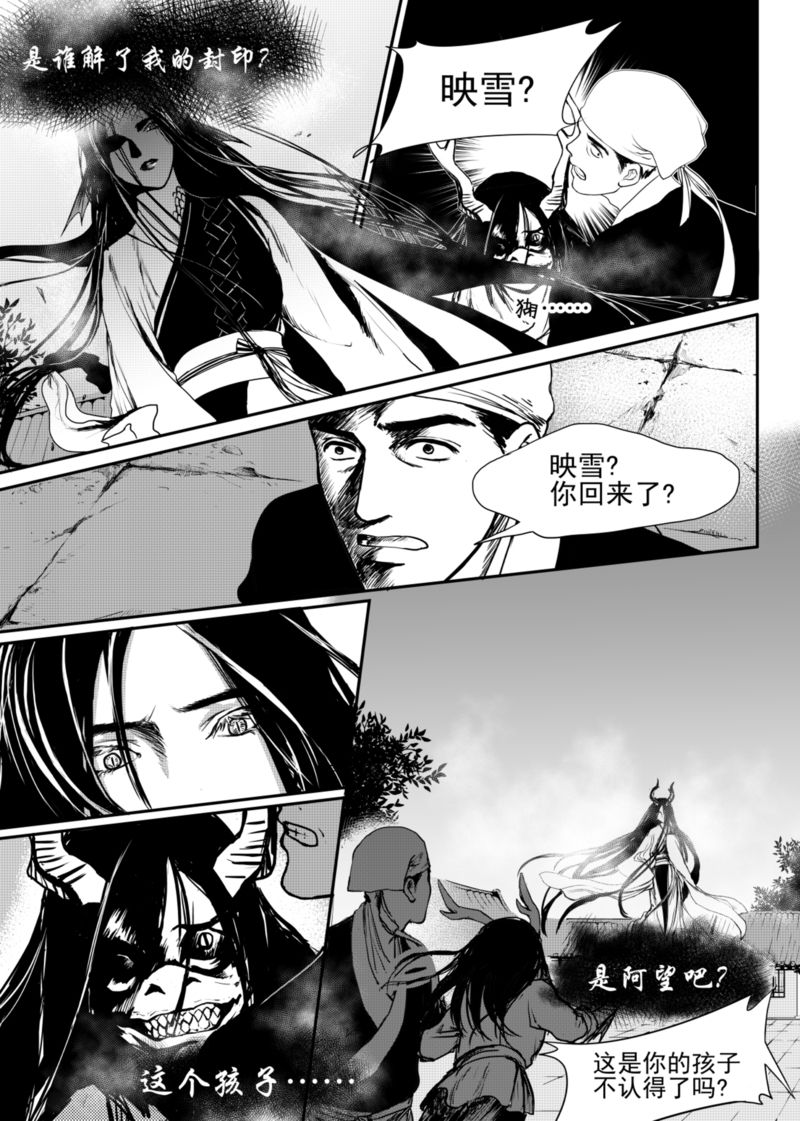 是谁解了我的封印?
映雪?
㺃……
映雪?
你回来了?
这个孩子……
是阿望吧?
这是你的孩子
不认得了吗?